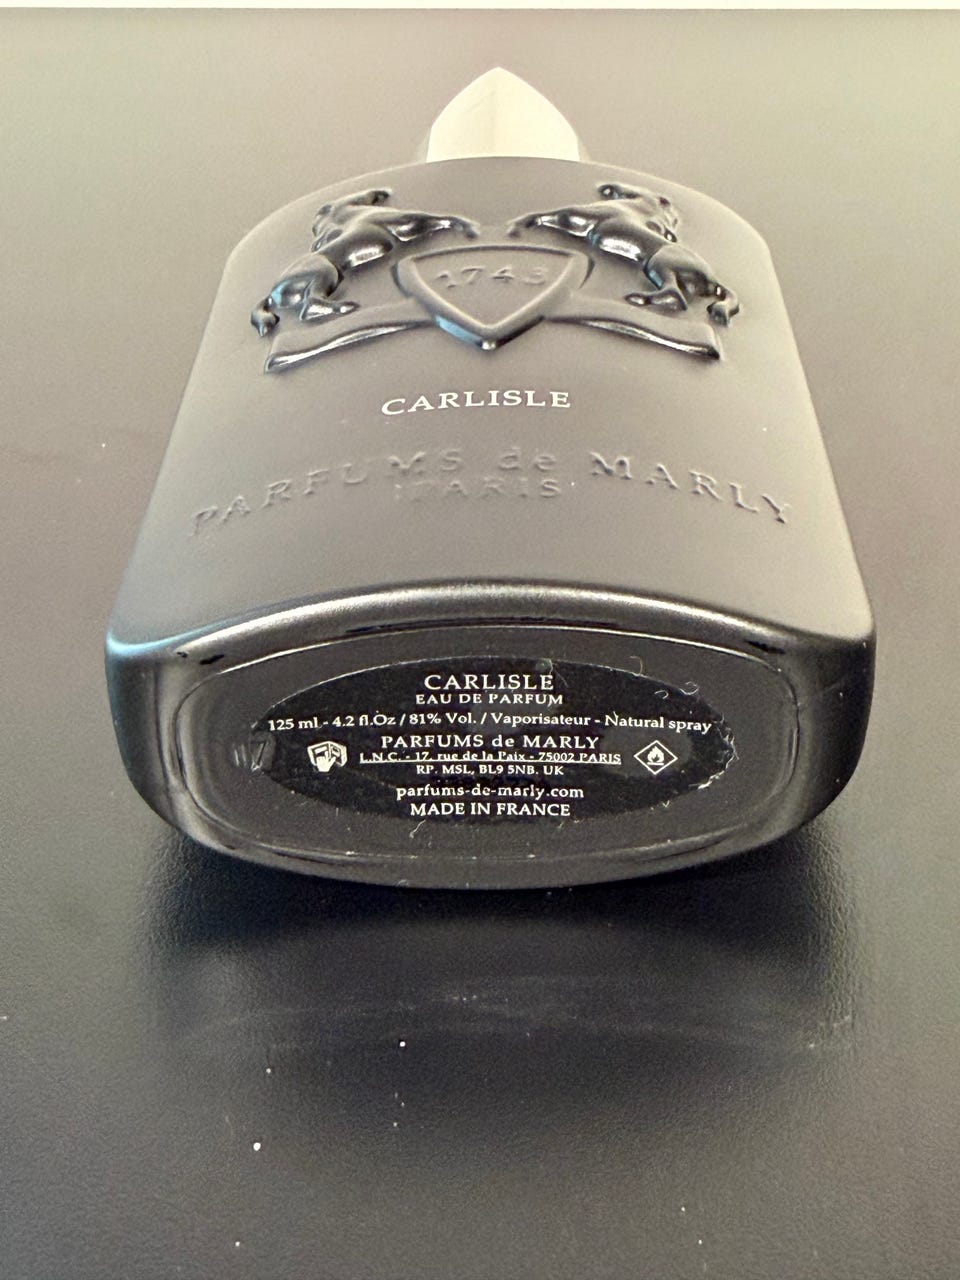 1743
CARLISLE
PARFUMS de MARLY
PARIS
CARLISLE
EAU DE PARFUM
125 ml - 4.2 fl.Oz / 81% Vol. / Vaporisateur - Natural spray
PARFUMS de MARLY
L.N.C. - 17, rue de la Paix - 75002 PARIS
RP. MSL, BL9 5NB. UK
parfums-de-marly.com
MADE IN FRANCE